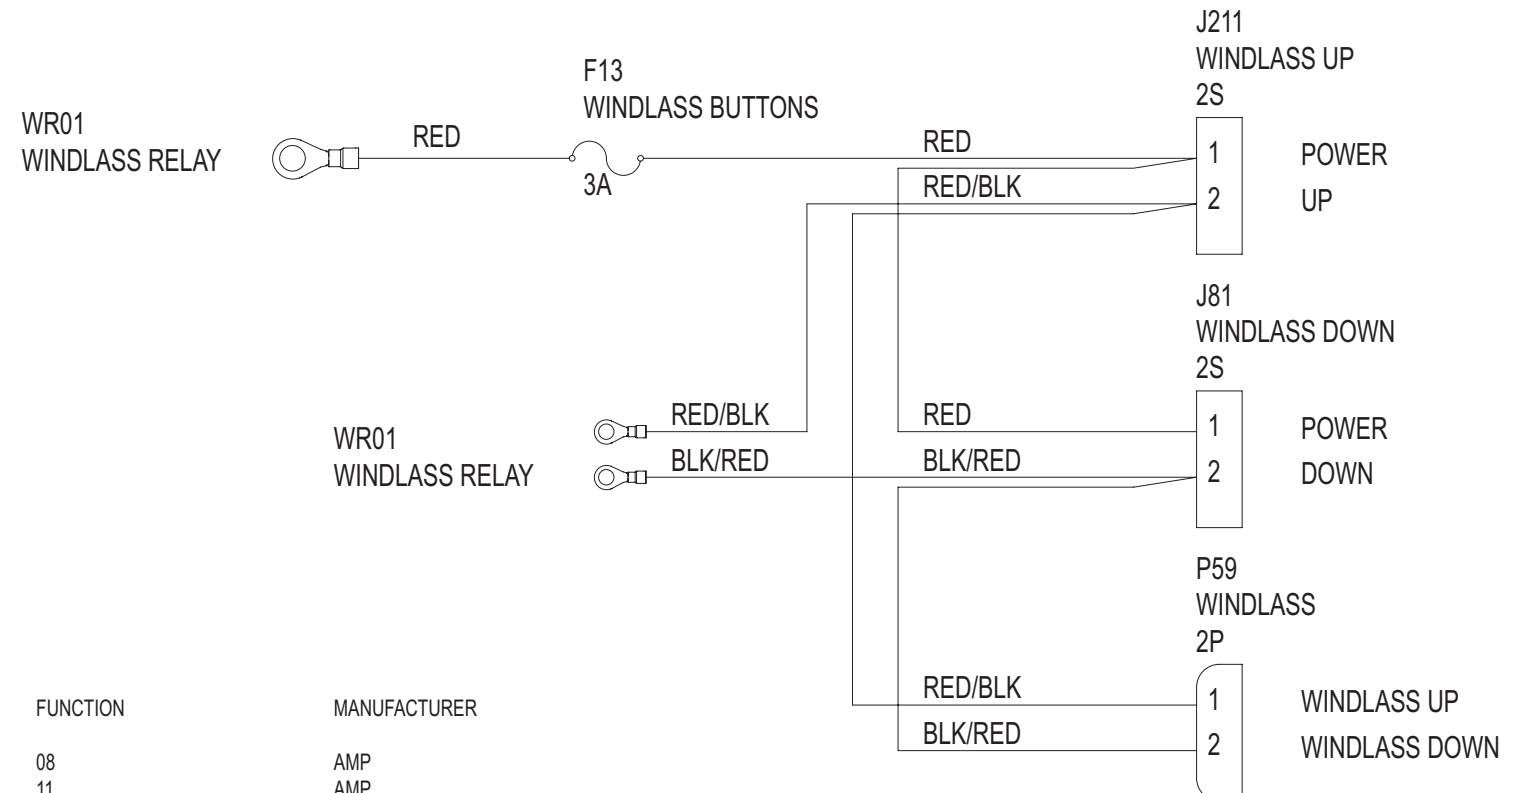 J211
WINDLASS UP
2S
F13
WINDLASS BUTTONS
WR01
WINDLASS RELAY
RED
3A
RED
1 POWER
RED/BLK
2 UP
J81
WINDLASS DOWN
2S
WR01
WINDLASS RELAY
RED/BLK
RED
1 POWER
BLK/RED
BLK/RED
2 DOWN
P59
WINDLASS
2P
RED/BLK
1 WINDLASS UP
BLK/RED
2 WINDLASS DOWN
FUNCTION MANUFACTURER
08 AMP
11 AMP